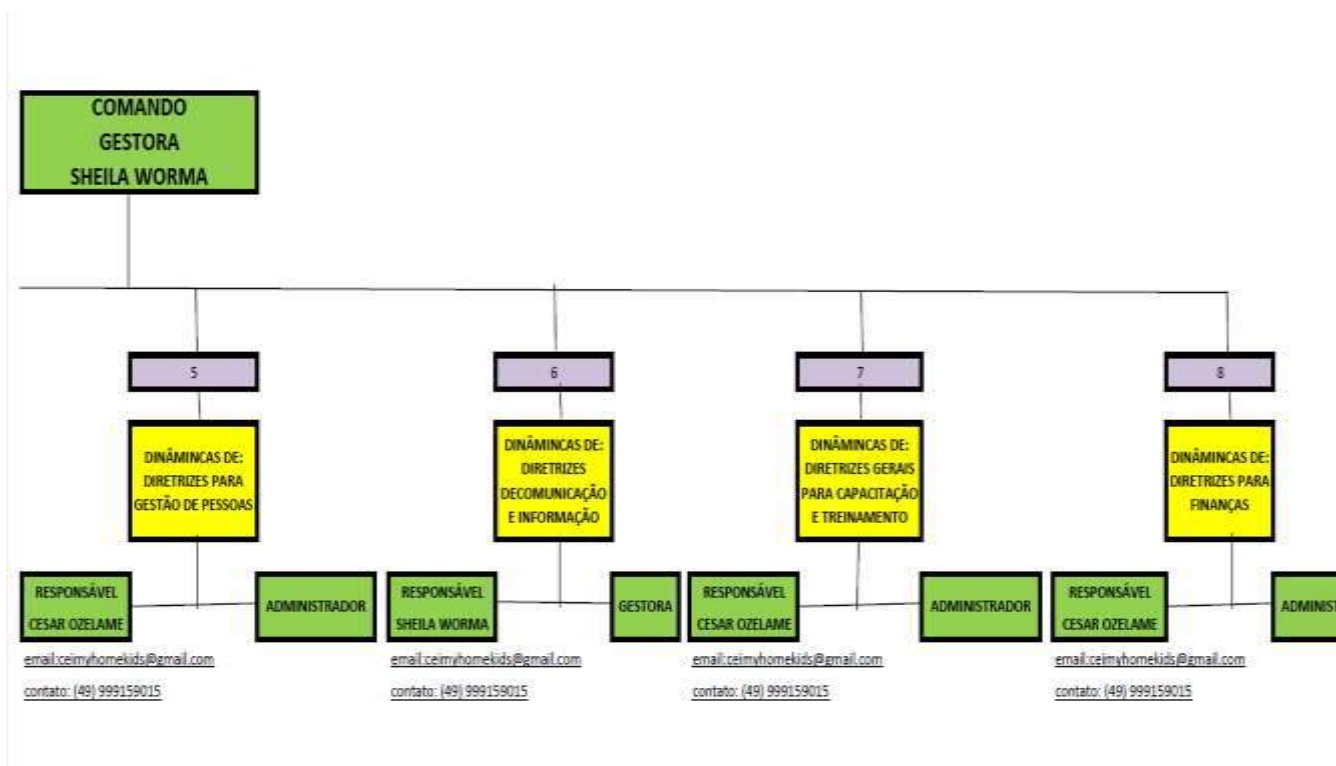 COMANDO
GESTORA
SHEILA WORMA
5
6
7
8
DINÂMINCAS DE:
DIRETRIZES PARA
GESTÃO DE PESSOAS
DINÂMINCAS DE:
DIRETRIZES
DECOMUNICAÇÃO
E INFORMAÇÃO
DINÂMINCAS DE:
DIRETRIZES GERAIS
PARA CAPACITAÇÃO
E TREINAMENTO
DINÂMINCAS DE:
DIRETRIZES PARA
FINANÇAS
RESPONSÁVEL
CESAR OZELAME
ADMINISTRADOR
RESPONSÁVEL
SHEILA WORMA
GESTORA
RESPONSÁVEL
CESAR OZELAME
ADMINISTRADOR
RESPONSÁVEL
CESAR OZELAME
ADMINIST
email:ceimyhomekids@gmail.com
contato: (49) 999159015
email:ceimyhomekids@gmail.com
contato: (49) 999159015
email:ceimyhomekids@gmail.com
contato: (49) 999159015
email:ceimyhomekids@gmail.com
contato: (49) 999159015